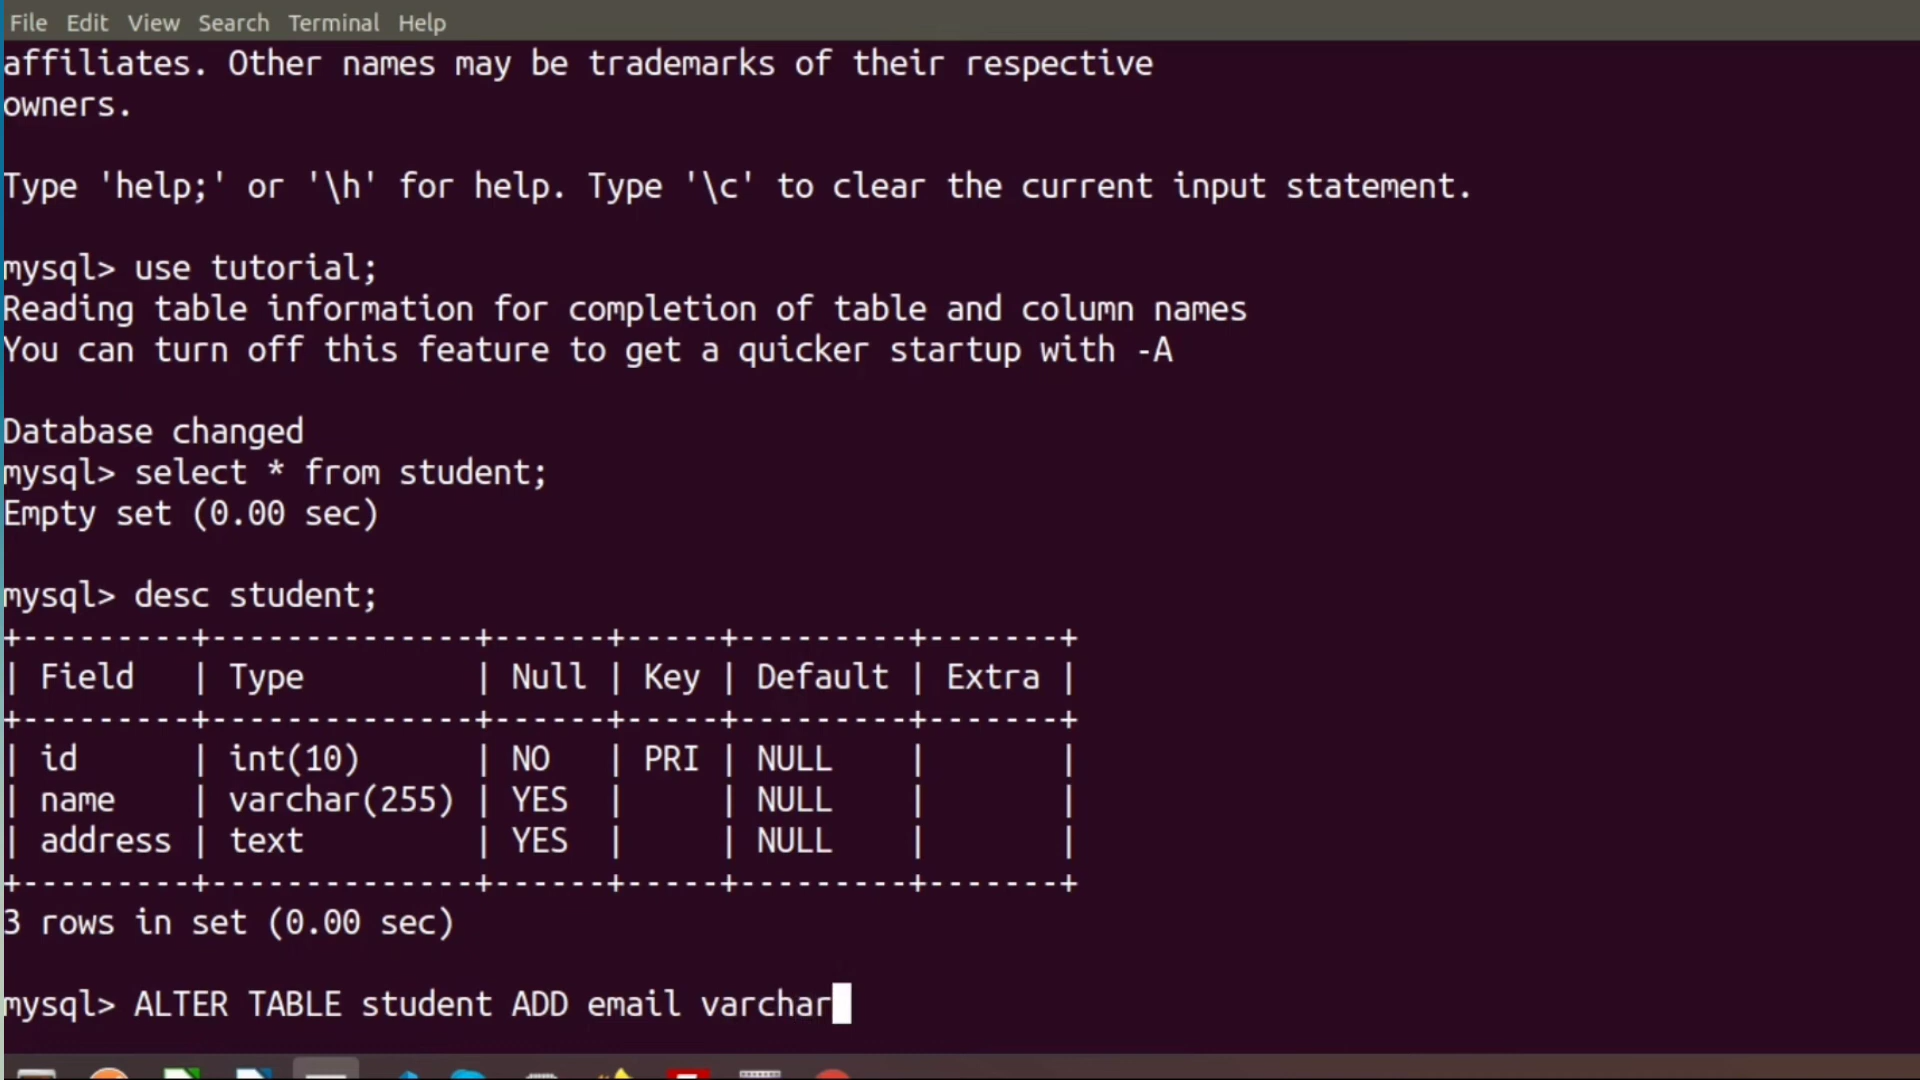 File Edit View Search Terminal Help
affiliates. Other names may be trademarks of their respective
owners.
Type 'help;' or '\h' for help. Type '\c' to clear the current input statement.
mysql> use tutorial;
Reading table information for completion of table and column names
You can turn off this feature to get a quicker startup with -A
Database changed
mysql> select * from student;
Empty set (0.00 sec)
mysql> desc student;
+---------+--------------+------+-----+---------+-------+
| Field   | Type         | Null | Key | Default | Extra |
+---------+--------------+------+-----+---------+-------+
| id      | int(10)      | NO   | PRI | NULL    |       |
| name    | varchar(255) | YES  |     | NULL    |       |
| address | text         | YES  |     | NULL    |       |
+---------+--------------+------+-----+---------+-------+
3 rows in set (0.00 sec)
mysql> ALTER TABLE student ADD email varchar